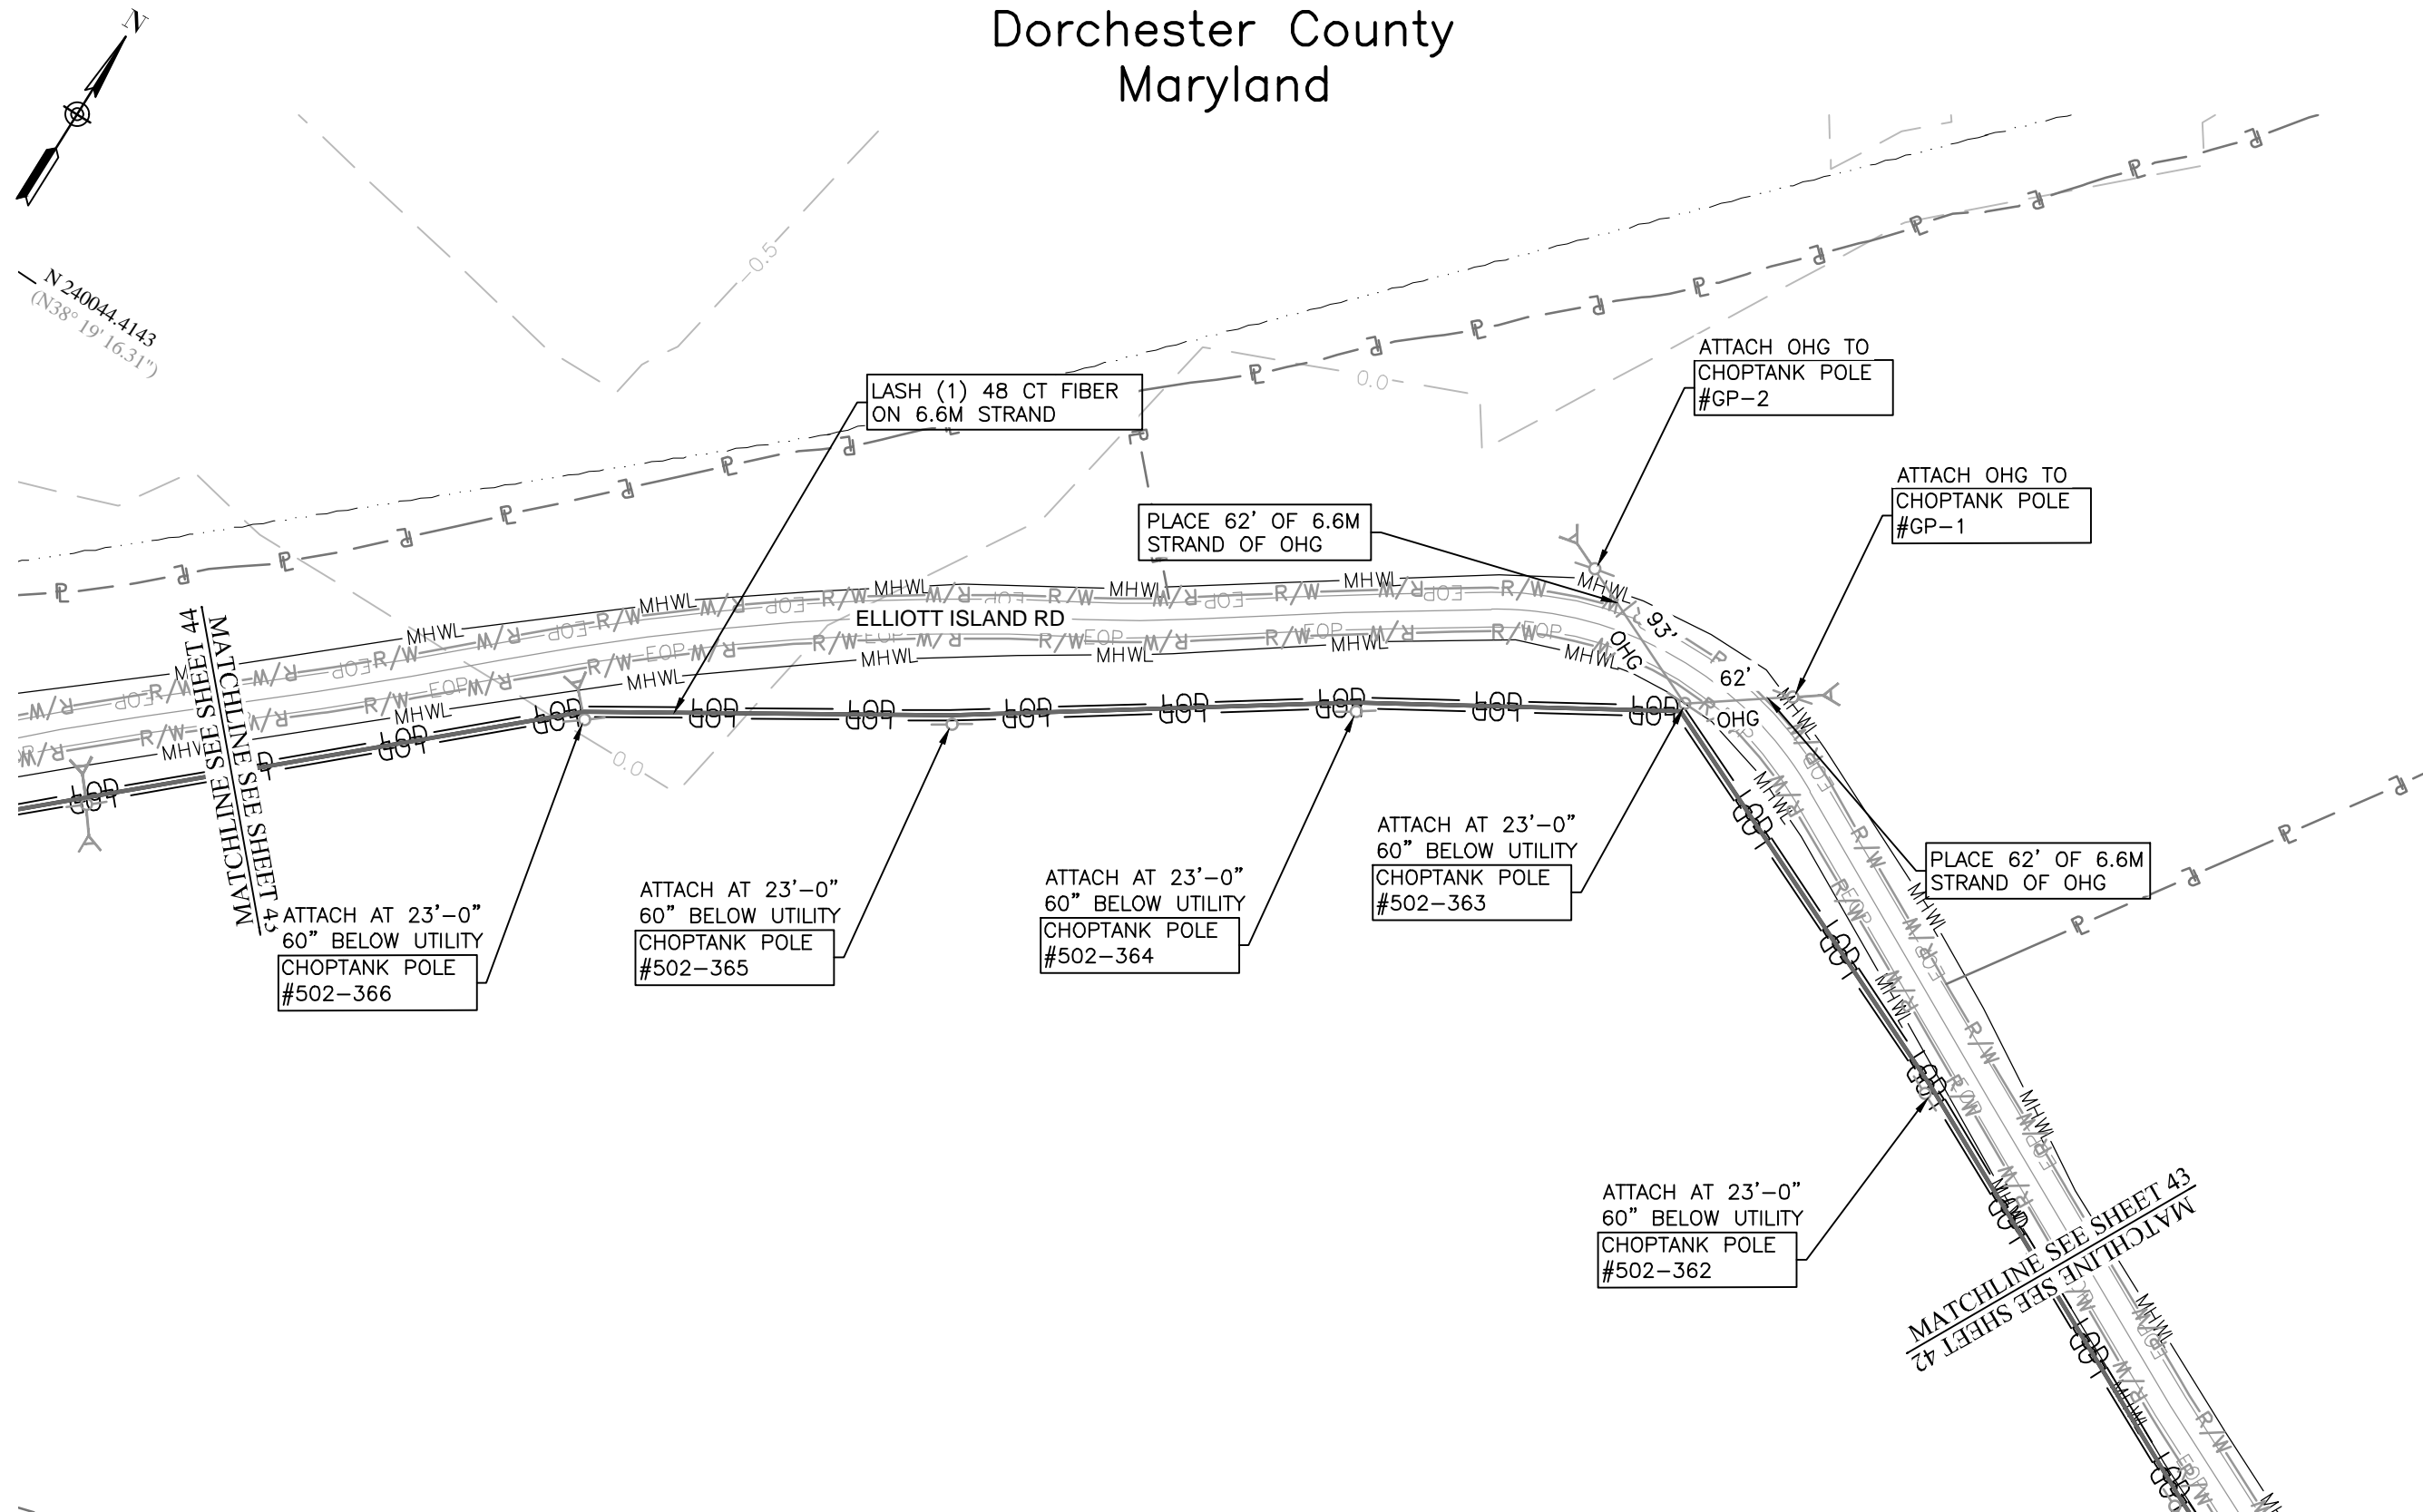 Dorchester County
Maryland
N
N 240044.4143
(N38° 19' 16.31")
-0.5
0.0
LASH (1) 48 CT FIBER
ON 6.6M STRAND
ATTACH OHG TO
CHOPTANK POLE
#GP-2
ATTACH OHG TO
CHOPTANK POLE
#GP-1
PLACE 62' OF 6.6M
STRAND OF OHG
ELLIOTT ISLAND RD
MHWL
R/W
EOP
LOD
93'
OHG
62'
OHG
0.0
MATCHLINE SEE SHEET 44
MATCHLINE SEE SHEET 43
PLACE 62' OF 6.6M
STRAND OF OHG
ATTACH AT 23'-0"
60" BELOW UTILITY
CHOPTANK POLE
#502-366
ATTACH AT 23'-0"
60" BELOW UTILITY
CHOPTANK POLE
#502-365
ATTACH AT 23'-0"
60" BELOW UTILITY
CHOPTANK POLE
#502-364
ATTACH AT 23'-0"
60" BELOW UTILITY
CHOPTANK POLE
#502-363
ATTACH AT 23'-0"
60" BELOW UTILITY
CHOPTANK POLE
#502-362
MATCHLINE SEE SHEET 43
MATCHLINE SEE SHEET 42